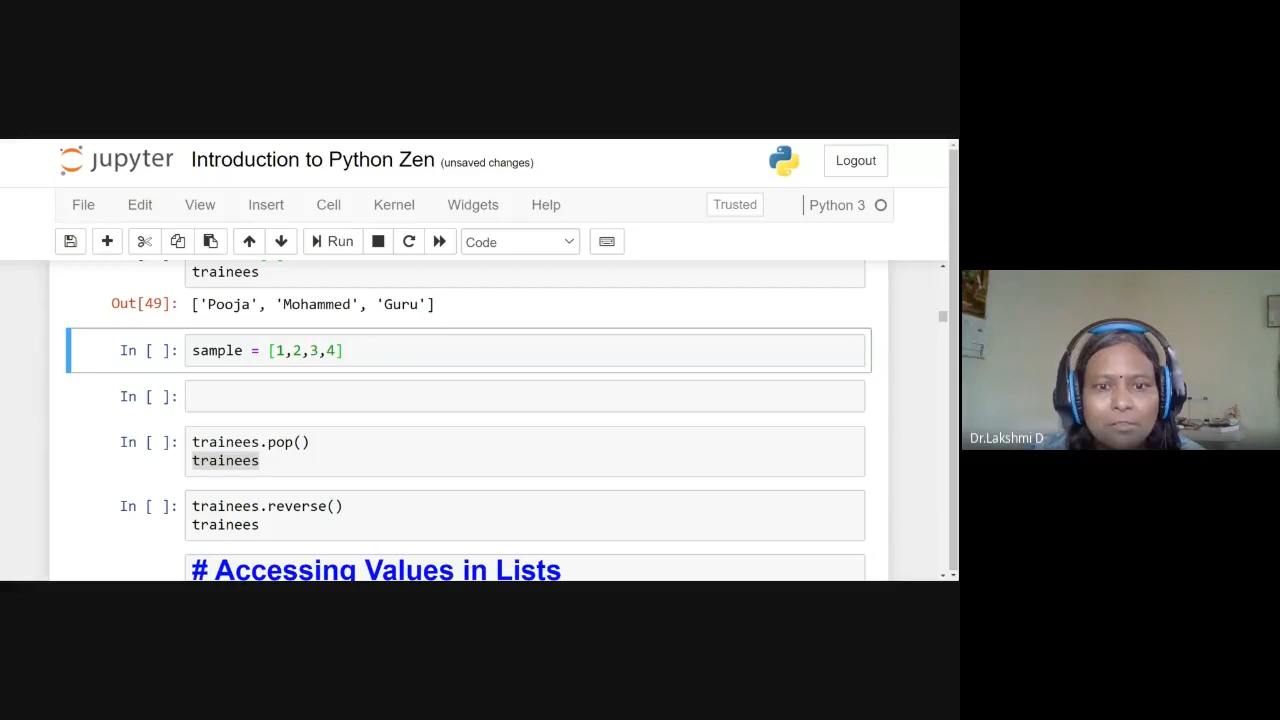 jupyter Introduction to Python Zen (unsaved changes) Logout
File Edit View Insert Cell Kernel Widgets Help Trusted Python 3
Run Code
trainees
Out[49]: ['Pooja', 'Mohammed', 'Guru']
In [ ]: sample = [1,2,3,4]
In [ ]:
In [ ]: trainees.pop()
trainees
In [ ]: trainees.reverse()
trainees
# Accessing Values in Lists
Dr.Lakshmi D